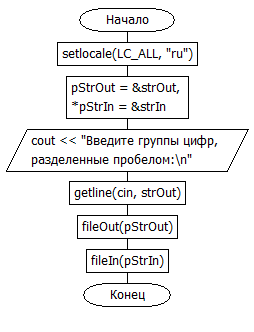 Начало
setlocale(LC_ALL, "ru")
pStrOut = &strOut,
*pStrIn = &strIn
cout << "Введите группы цифр,
разделенные пробелом:\n"
getline(cin, strOut)
fileOut(pStrOut)
fileIn(pStrIn)
Конец